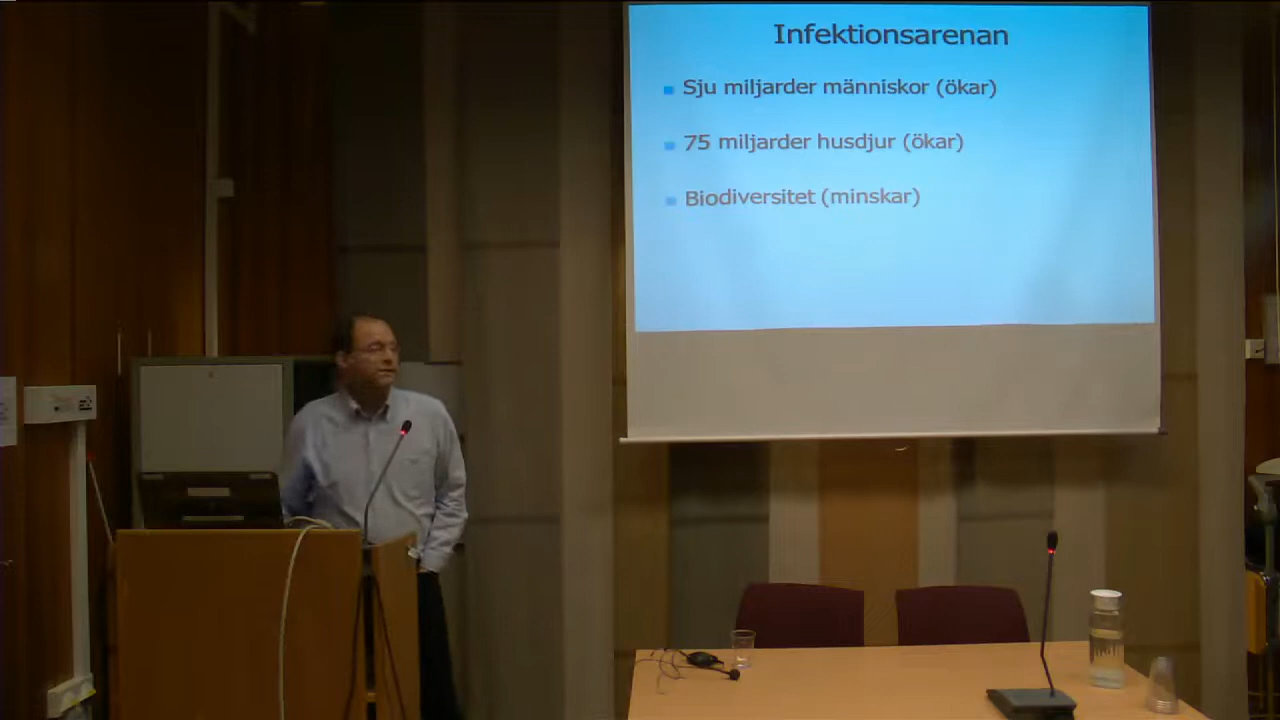 Infektionsarenan
Sju miljarder människor (ökar)
75 miljarder husdjur (ökar)
Biodiversitet (minskar)